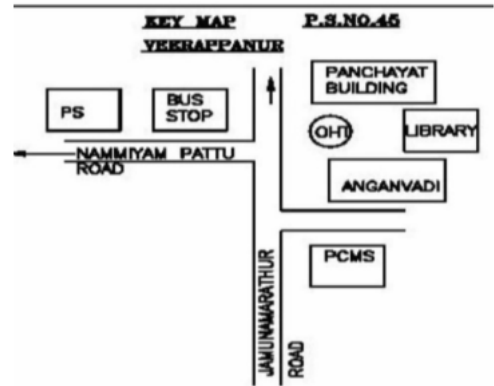 KEY MAP P.S.NO.45
VEERAPPANUR
PANCHAYAT
BUILDING
PS
BUS
STOP
OHT
LIBRARY
NAMMIYAM PATTU
ROAD
ANGANVADI
PCMS
JAMUNAMARATHUR
ROAD